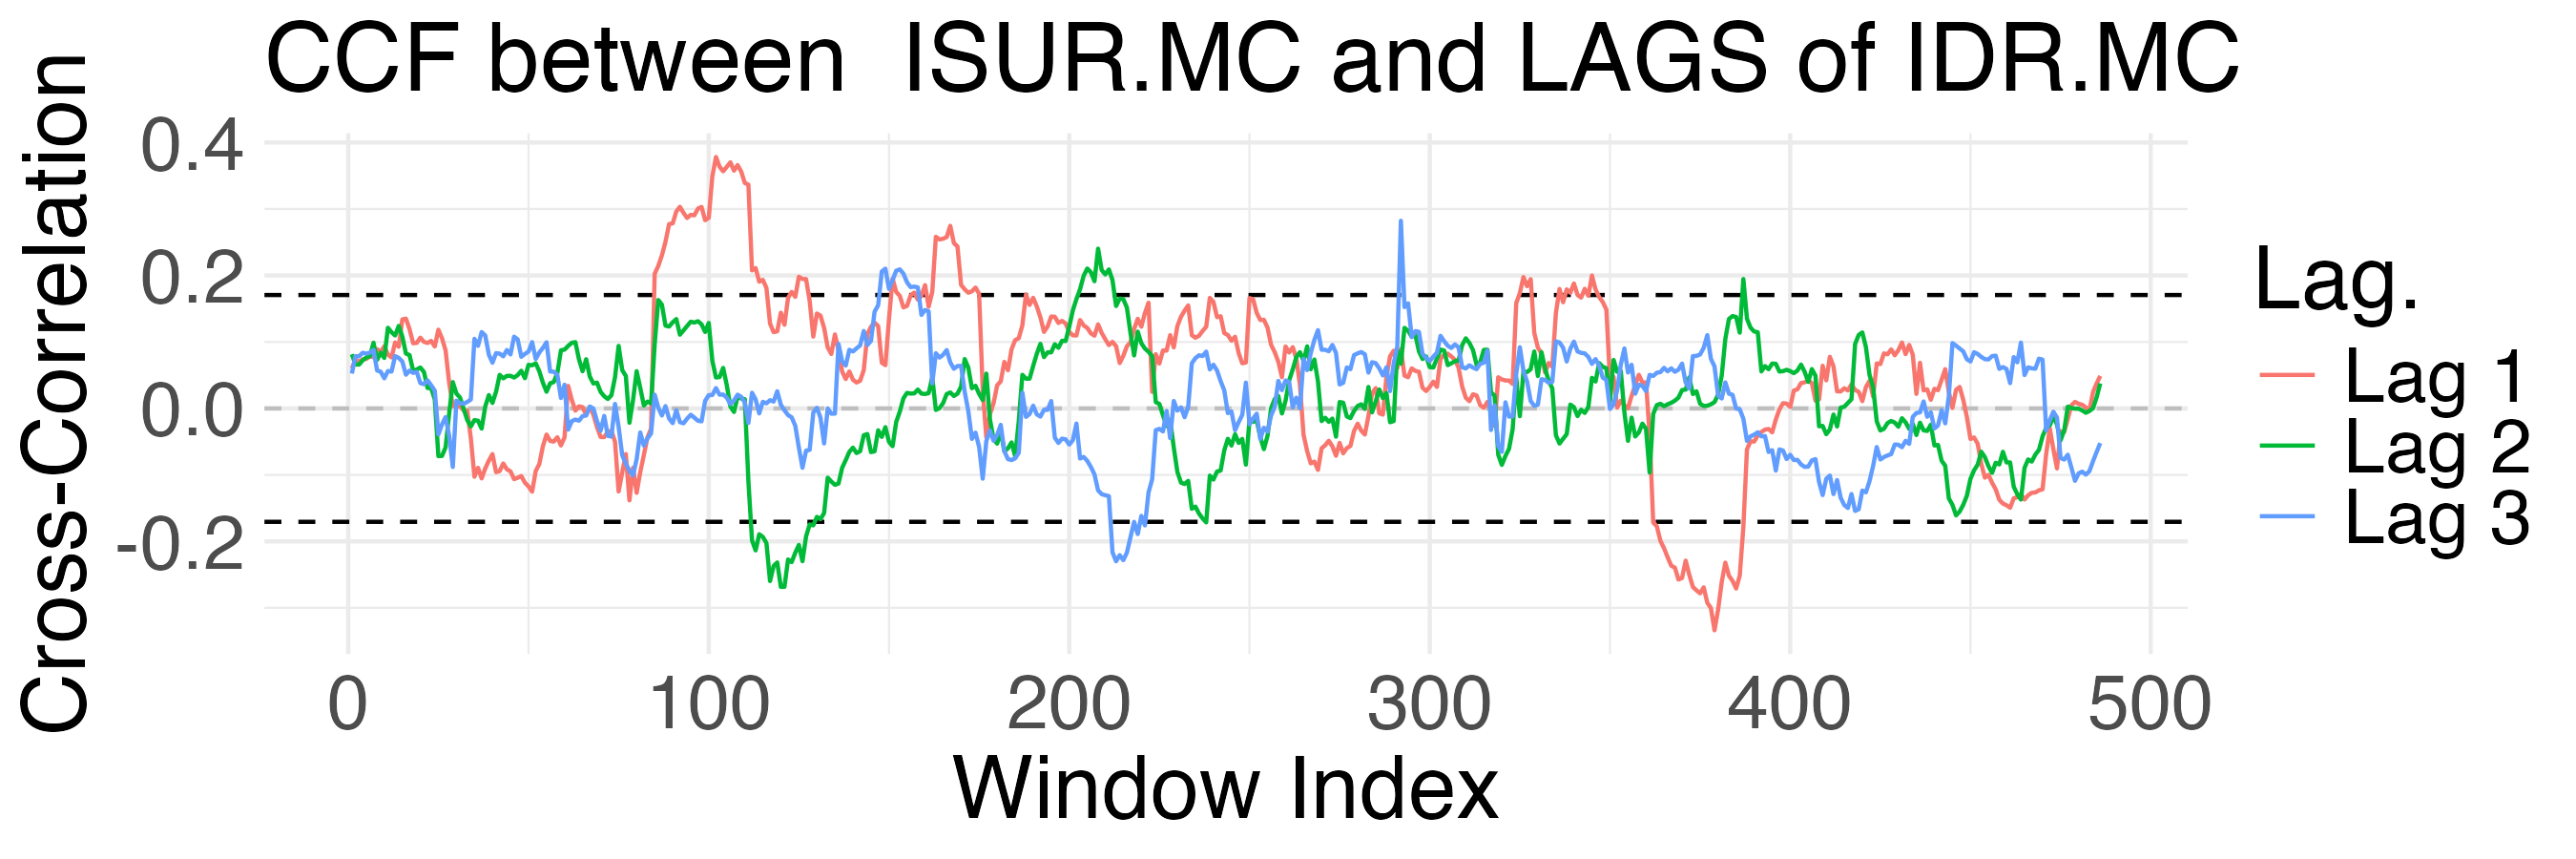 CCF between  ISUR.MC and LAGS of IDR.MC
Cross-Correlation
0.4
0.2
0.0
-0.2
0 100 200 300 400 500
Window Index
Lag.
Lag 1
Lag 2
Lag 3